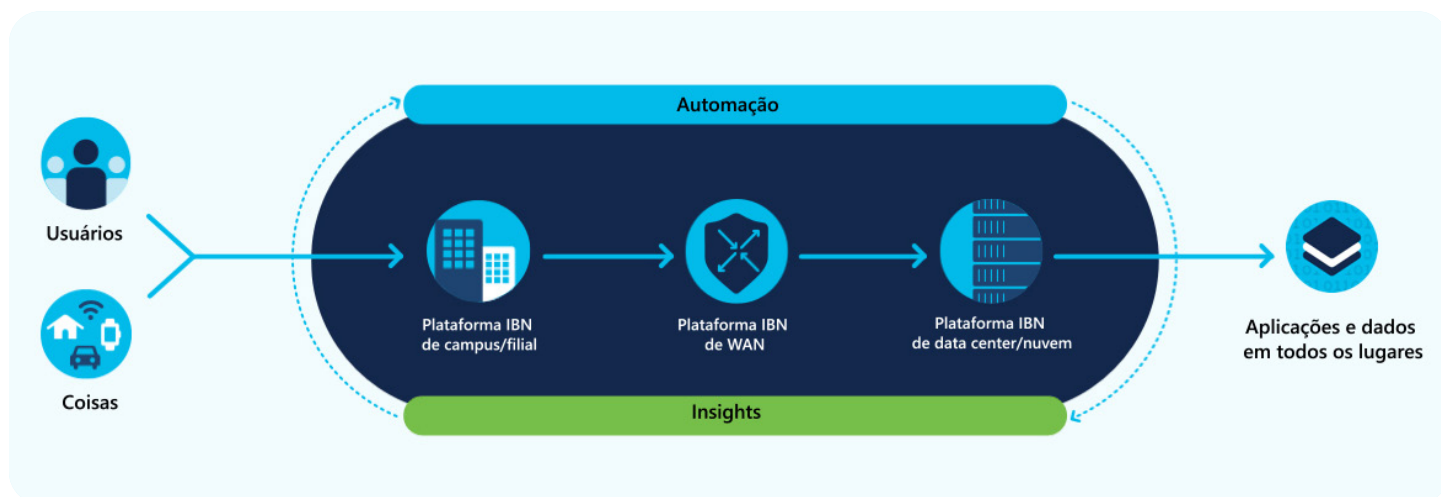 Automação
Usuários
Coisas
Plataforma IBN
de campus/filial
Plataforma IBN
de WAN
Plataforma IBN
de data center/nuvem
Aplicações e dados
em todos os lugares
Insights